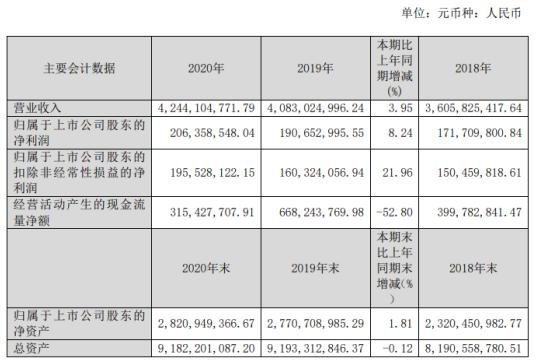 单位：元币种：人民币
主要会计数据 2020年 2019年 本期比上年同期增减(%) 2018年
营业收入 4,244,104,771.79 4,083,024,996.24 3.95 3,605,825,417.64
归属于上市公司股东的净利润 206,358,548.04 190,652,995.55 8.24 171,709,800.84
归属于上市公司股东的扣除非经常性损益的净利润 195,528,122.15 160,324,056.94 21.96 150,459,818.61
经营活动产生的现金流量净额 315,427,707.91 668,243,769.98 -52.80 399,782,841.47
2020年末 2019年末 本期末比上年同期末增减(%) 2018年末
归属于上市公司股东的净资产 2,820,949,366.67 2,770,708,985.29 1.81 2,320,450,982.77
总资产 9,182,201,087.20 9,193,312,846.37 -0.12 8,190,558,780.51